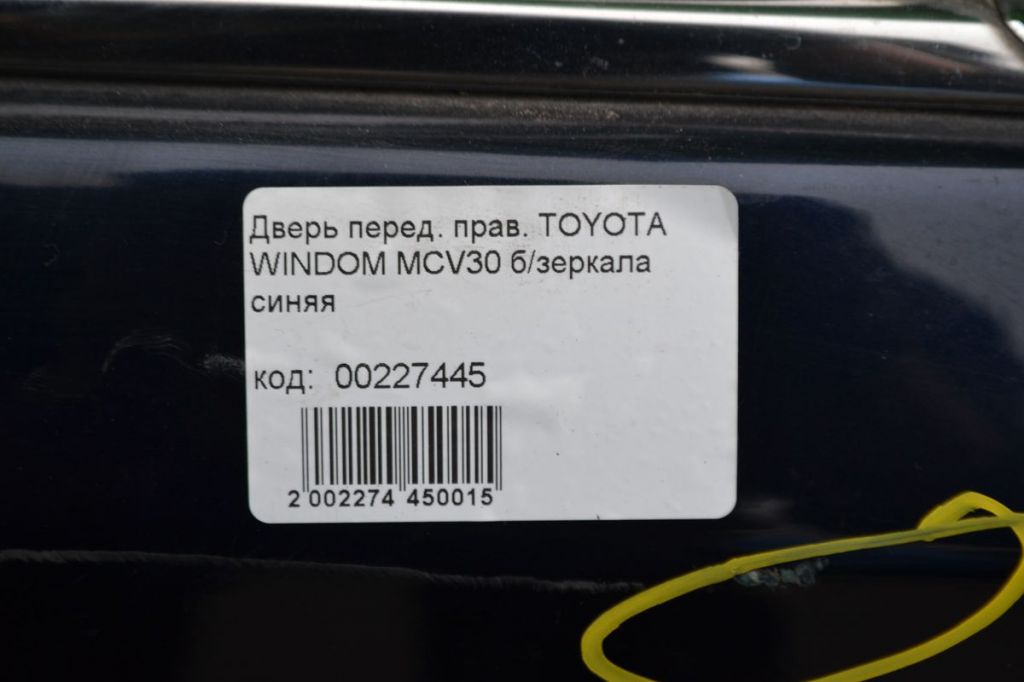 Дверь перед. прав. TOYOTA
WINDOM MCV30 б/зеркала
синяя
код: 00227445
2 002274 450015